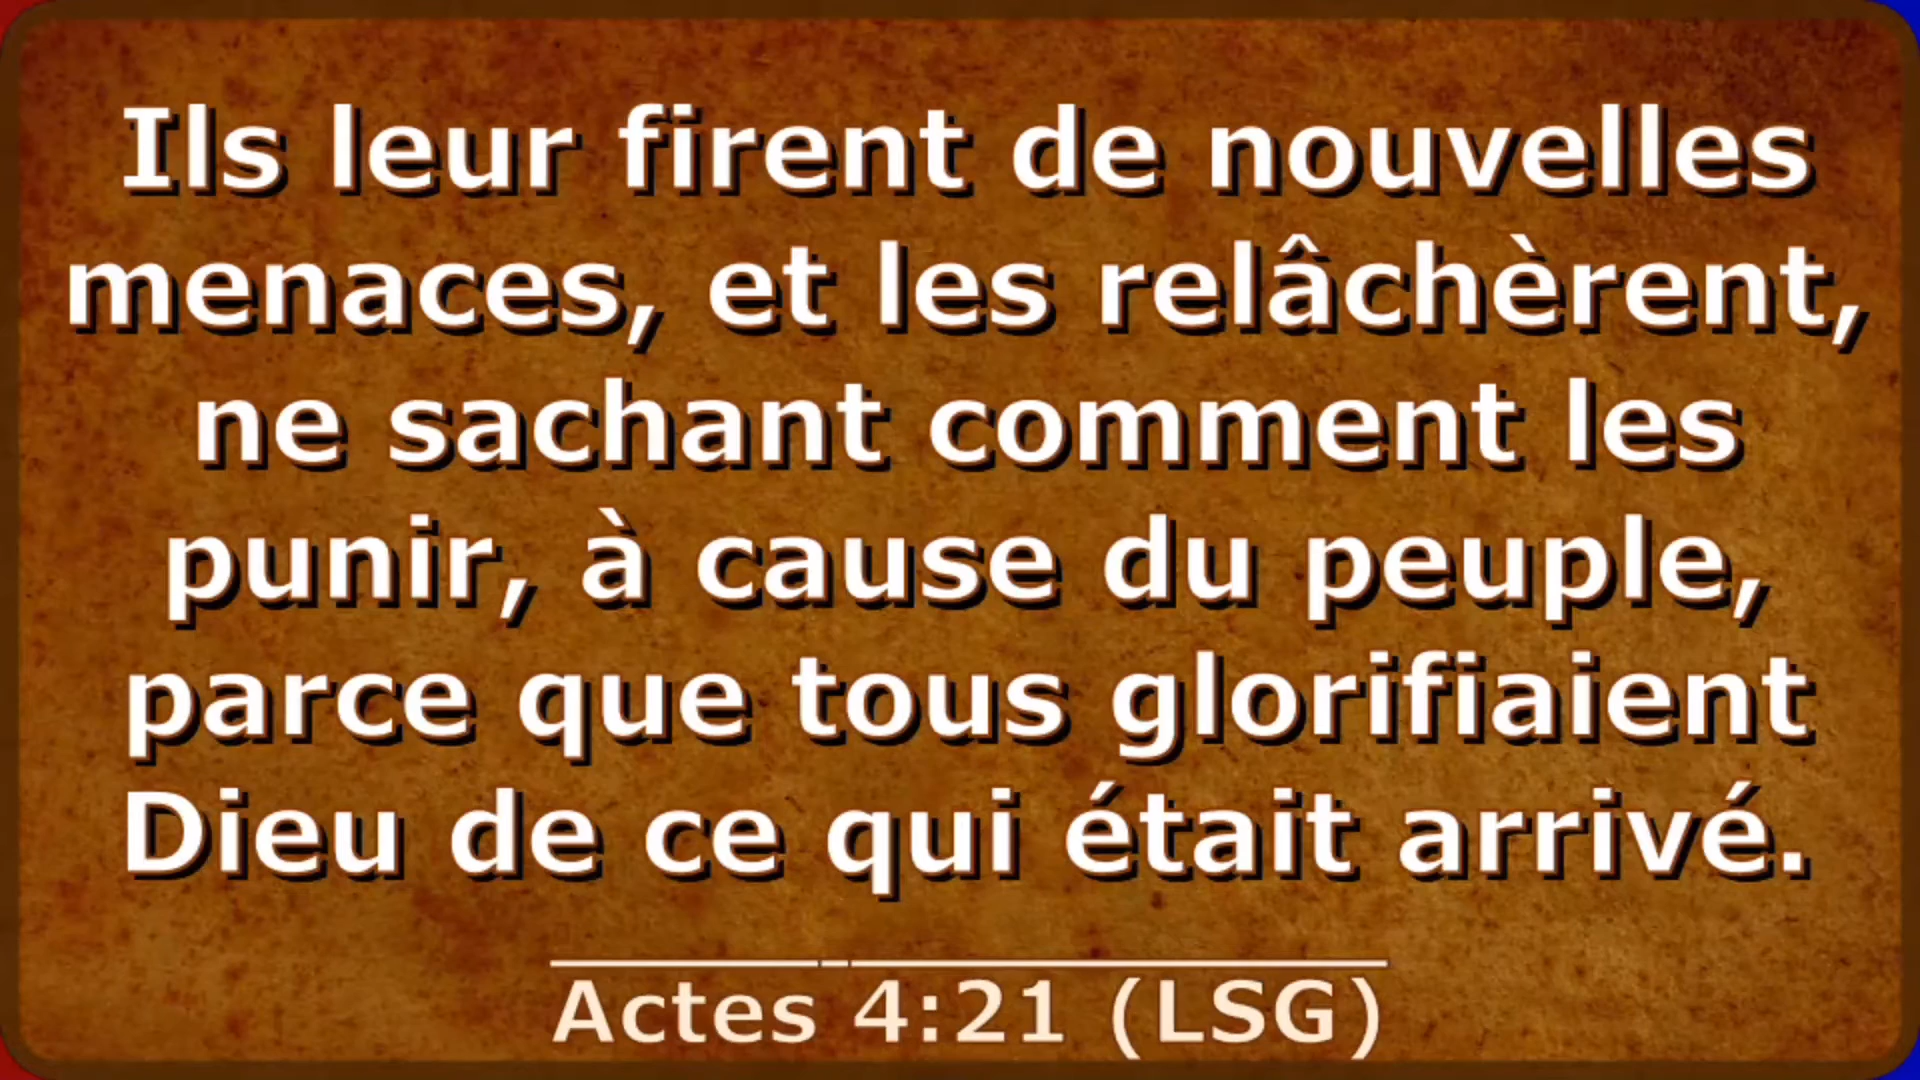 Ils leur firent de nouvelles
menaces, et les relâchèrent,
ne sachant comment les
punir, à cause du peuple,
parce que tous glorifiaient
Dieu de ce qui était arrivé.
Actes 4:21 (LSG)